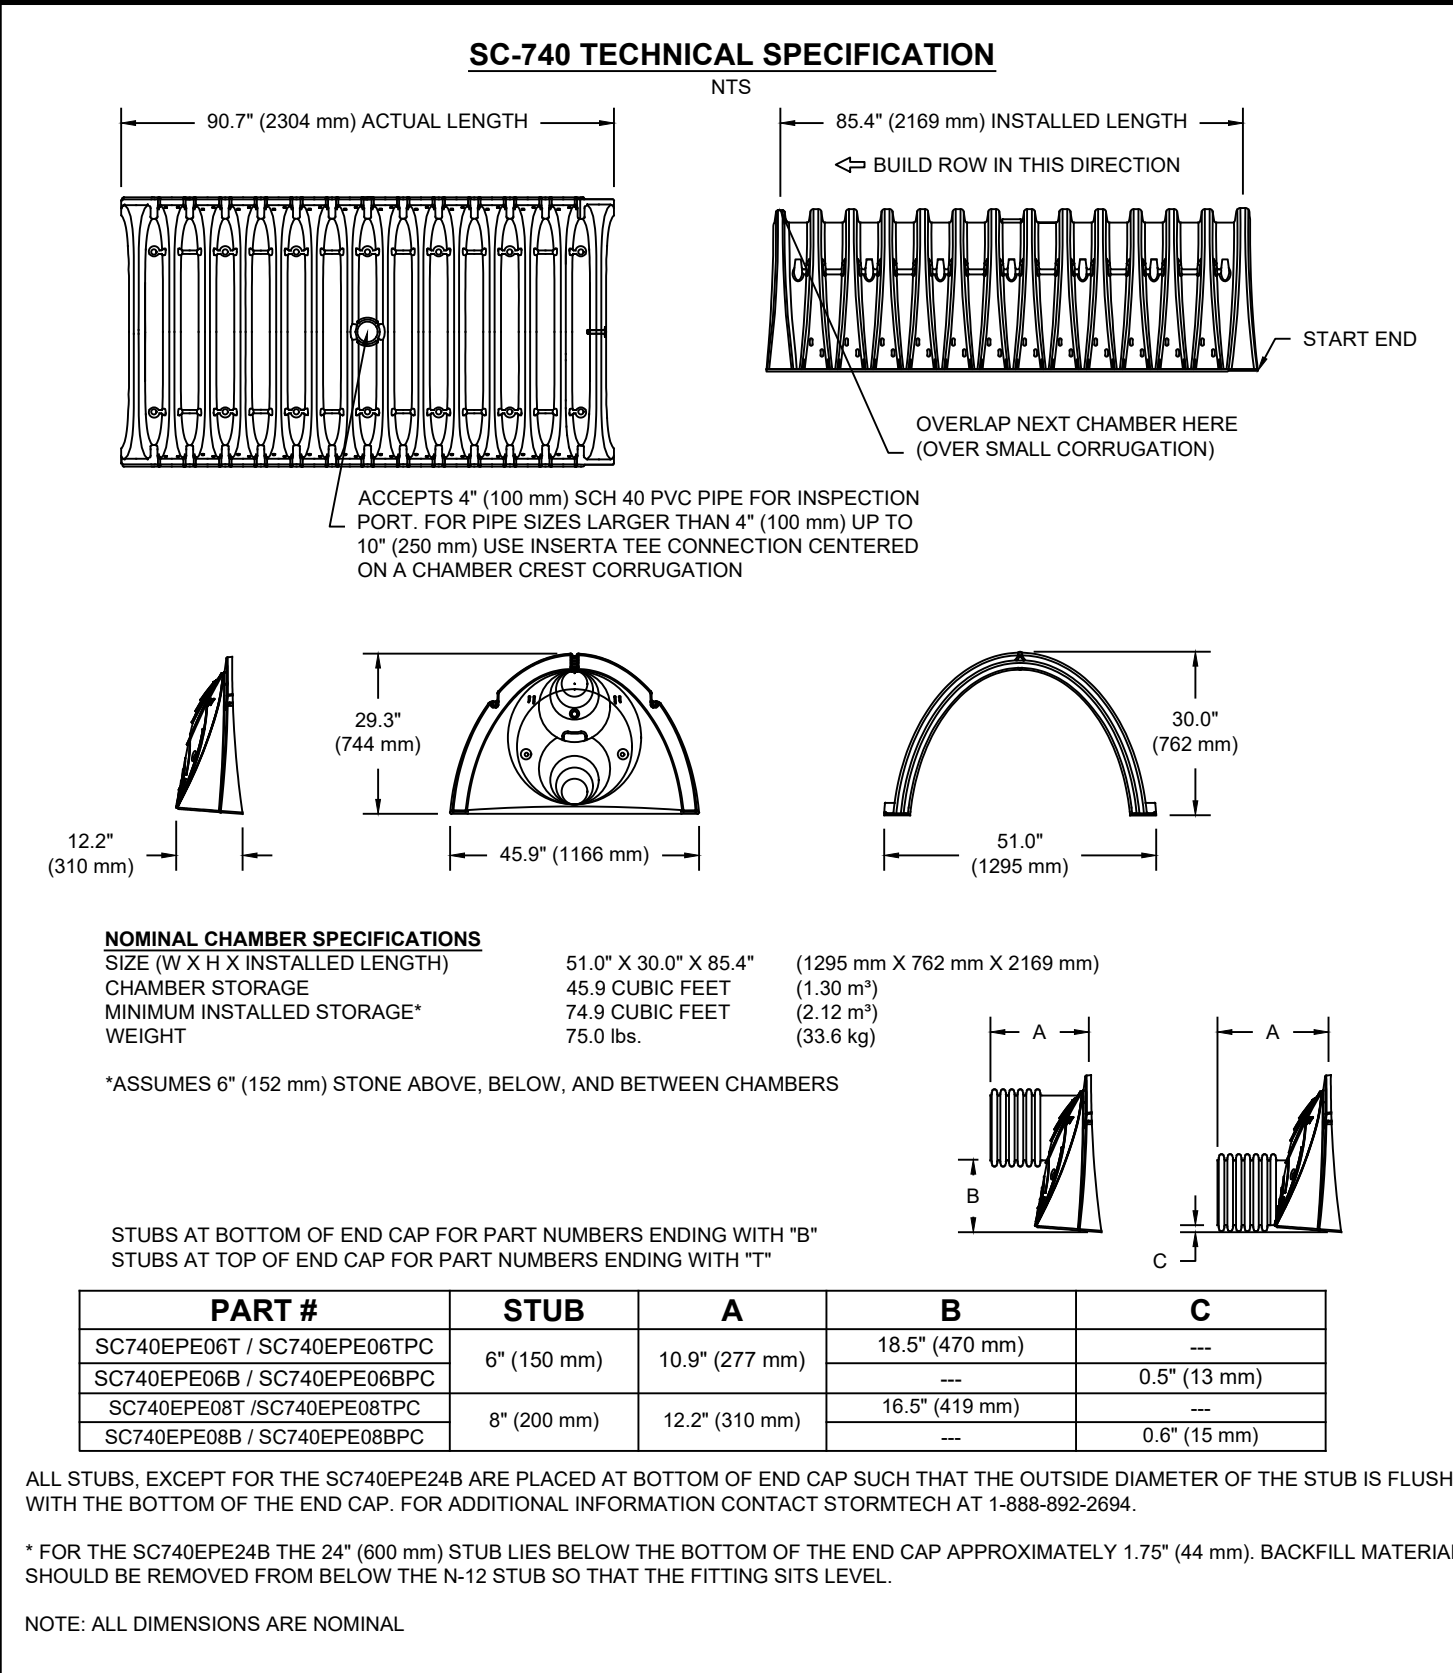 SC-740 TECHNICAL SPECIFICATION
NTS
90.7" (2304 mm) ACTUAL LENGTH
85.4" (2169 mm) INSTALLED LENGTH
BUILD ROW IN THIS DIRECTION
START END
OVERLAP NEXT CHAMBER HERE
(OVER SMALL CORRUGATION)
ACCEPTS 4" (100 mm) SCH 40 PVC PIPE FOR INSPECTION
PORT. FOR PIPE SIZES LARGER THAN 4" (100 mm) UP TO
10" (250 mm) USE INSERTA TEE CONNECTION CENTERED
ON A CHAMBER CREST CORRUGATION
12.2"
(310 mm)
29.3"
(744 mm)
45.9" (1166 mm)
30.0"
(762 mm)
51.0"
(1295 mm)
NOMINAL CHAMBER SPECIFICATIONS
SIZE (W X H X INSTALLED LENGTH) 51.0" X 30.0" X 85.4" (1295 mm X 762 mm X 2169 mm)
CHAMBER STORAGE 45.9 CUBIC FEET (1.30 m³)
MINIMUM INSTALLED STORAGE* 74.9 CUBIC FEET (2.12 m³)
WEIGHT 75.0 lbs. (33.6 kg)
*ASSUMES 6" (152 mm) STONE ABOVE, BELOW, AND BETWEEN CHAMBERS
A
B
A
C
STUBS AT BOTTOM OF END CAP FOR PART NUMBERS ENDING WITH "B"
STUBS AT TOP OF END CAP FOR PART NUMBERS ENDING WITH "T"
PART # STUB A B C
SC740EPE06T / SC740EPE06TPC 6" (150 mm) 10.9" (277 mm) 18.5" (470 mm) ---
SC740EPE06B / SC740EPE06BPC --- 0.5" (13 mm)
SC740EPE08T /SC740EPE08TPC 8" (200 mm) 12.2" (310 mm) 16.5" (419 mm) ---
SC740EPE08B / SC740EPE08BPC --- 0.6" (15 mm)
ALL STUBS, EXCEPT FOR THE SC740EPE24B ARE PLACED AT BOTTOM OF END CAP SUCH THAT THE OUTSIDE DIAMETER OF THE STUB IS FLUSH
WITH THE BOTTOM OF THE END CAP. FOR ADDITIONAL INFORMATION CONTACT STORMTECH AT 1-888-892-2694.
* FOR THE SC740EPE24B THE 24" (600 mm) STUB LIES BELOW THE BOTTOM OF THE END CAP APPROXIMATELY 1.75" (44 mm). BACKFILL MATERIAL
SHOULD BE REMOVED FROM BELOW THE N-12 STUB SO THAT THE FITTING SITS LEVEL.
NOTE: ALL DIMENSIONS ARE NOMINAL